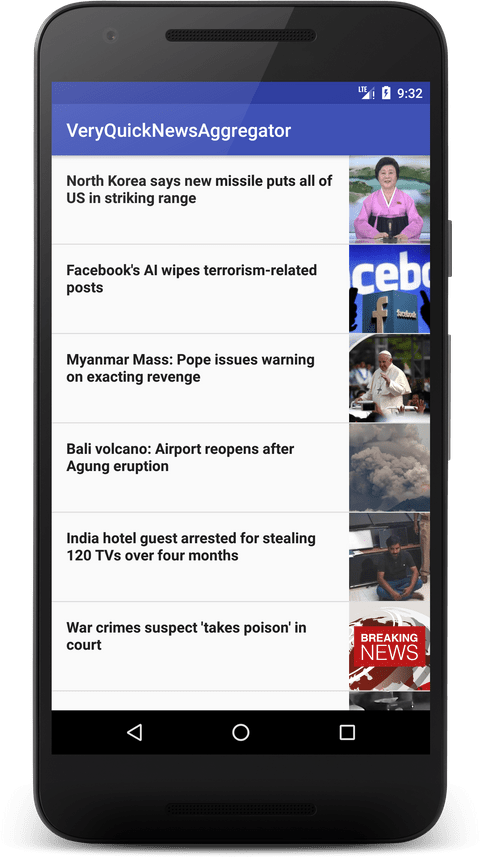 LTE 9:32
VeryQuickNewsAggregator
North Korea says new missile puts all of
US in striking range
Facebook's AI wipes terrorism-related
posts
cebo
f facebook
Myanmar Mass: Pope issues warning
on exacting revenge
Bali volcano: Airport reopens after
Agung eruption
India hotel guest arrested for stealing
120 TVs over four months
War crimes suspect 'takes poison' in
court
BREAKING
NEWS